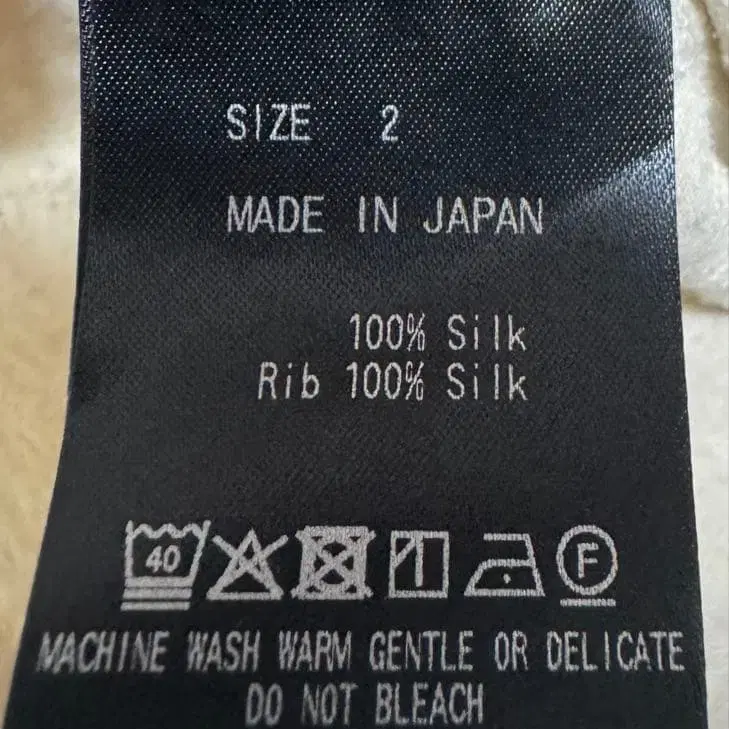 SIZE 2
MADE IN JAPAN
100% Silk
Rib 100% Silk
40 F
MACHINE WASH WARM GENTLE OR DELICATE
DO NOT BLEACH